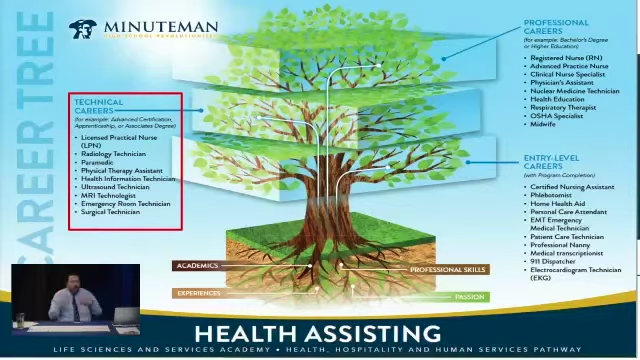 MINUTEMAN
HIGH SCHOOL REVOLUTIONIZED
CAREER TREE
TECHNICAL
CAREERS
(for example: Advanced Certification,
Apprenticeship, or Associates Degree)
• Licensed Practical Nurse
(LPN)
• Radiology Technician
• Paramedic
• Physical Therapy Assistant
• Health Information Technician
• Ultrasound Technician
• MRI Technologist
• Emergency Room Technician
• Surgical Technician
PROFESSIONAL
CAREERS
(for example: Bachelor's Degree
or Higher Education)
• Registered Nurse (RN)
• Advanced Practice Nurse
• Clinical Nurse Specialist
• Physician's Assistant
• Nuclear Medicine Technician
• Health Education
• Respiratory Therapist
• OSHA Specialist
• Midwife
ENTRY-LEVEL
CAREERS
(with Program Completion)
• Certified Nursing Assistant
• Phlebotomist
• Home Health Aid
• Personal Care Attendant
• EMT Emergency
Medical Technician
• Patient Care Technician
• Professional Nanny
• Medical transcriptionist
• 911 Dispatcher
• Electrocardiogram Technician
(EKG)
ACADEMICS
PROFESSIONAL SKILLS
EXPERIENCES
PASSION
HEALTH ASSISTING
LIFE SCIENCES AND SERVICES ACADEMY • HEALTH, HOSPITALITY AND HUMAN SERVICES PATHWAY